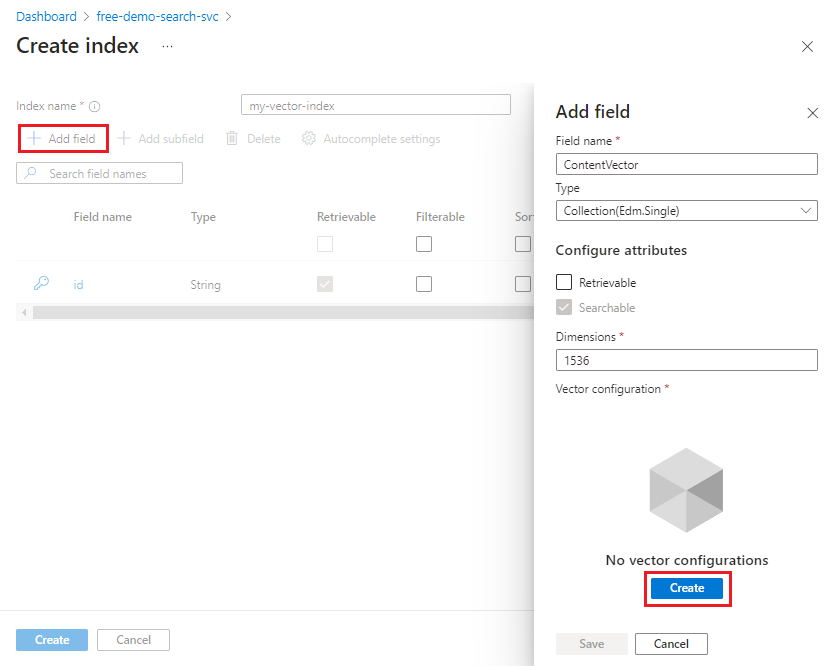 Dashboard > free-demo-search-svc >
Create index ...
Index name *
my-vector-index
Add field Add subfield Delete Autocomplete settings
Search field names
Field name Type Retrievable Filterable Sor
id String
Create Cancel
Add field
Field name *
ContentVector
Type
Collection(Edm.Single)
Configure attributes
Retrievable
Searchable
Dimensions *
1536
Vector configuration *
No vector configurations
Create
Save Cancel